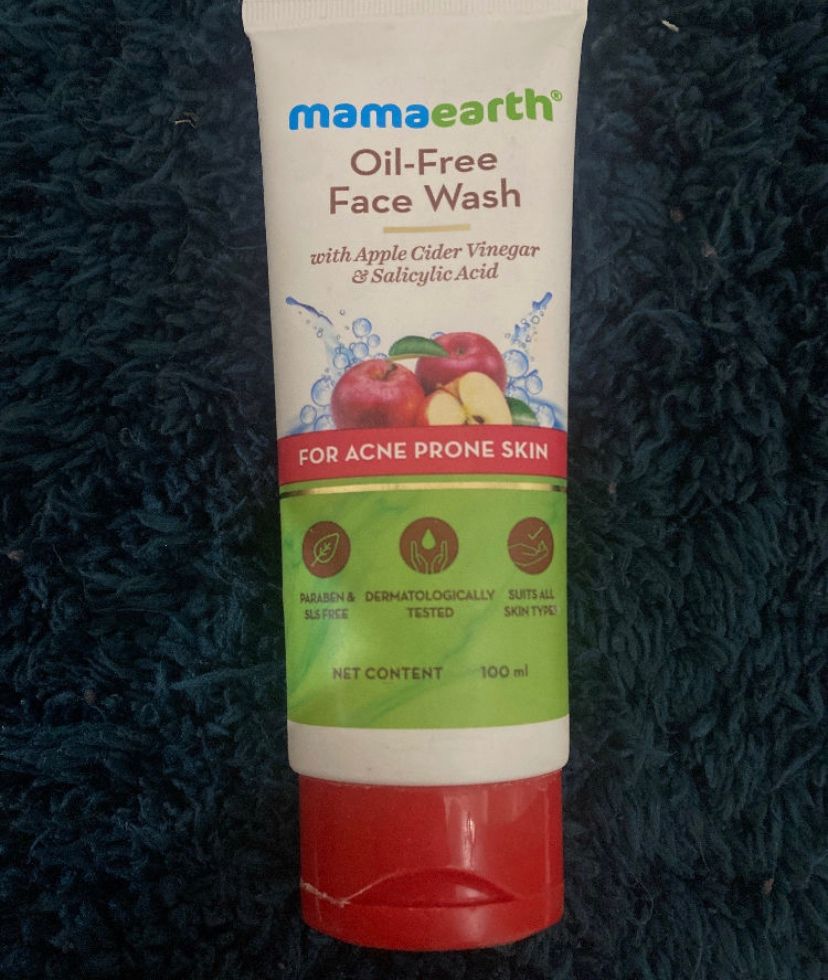 mamaearth®
Oil-Free
Face Wash
with Apple Cider Vinegar
& Salicylic Acid
FOR ACNE PRONE SKIN
PARABEN &
SLS FREE
DERMATOLOGICALLY
TESTED
SUITS ALL
SKIN TYPES
NET CONTENT 100 ml